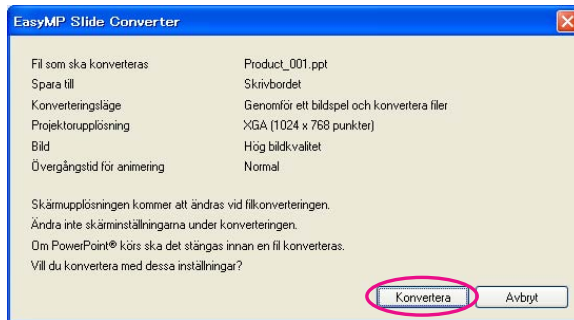 EasyMP Slide Converter
Fil som ska konverteras Product_001.ppt
Spara till Skrivbordet
Konverteringsläge Genomför ett bildspel och konvertera filer
Projektorupplösning XGA (1024 x 768 punkter)
Bild Hög bildkvalitet
Övergångstid för animering Normal
Skärmupplösningen kommer att ändras vid filkonverteringen.
Ändra inte skärminställningarna under konverteringen.
Om PowerPoint® körs ska det stängas innan en fil konverteras.
Vill du konvertera med dessa inställningar?
Konvertera Avbryt